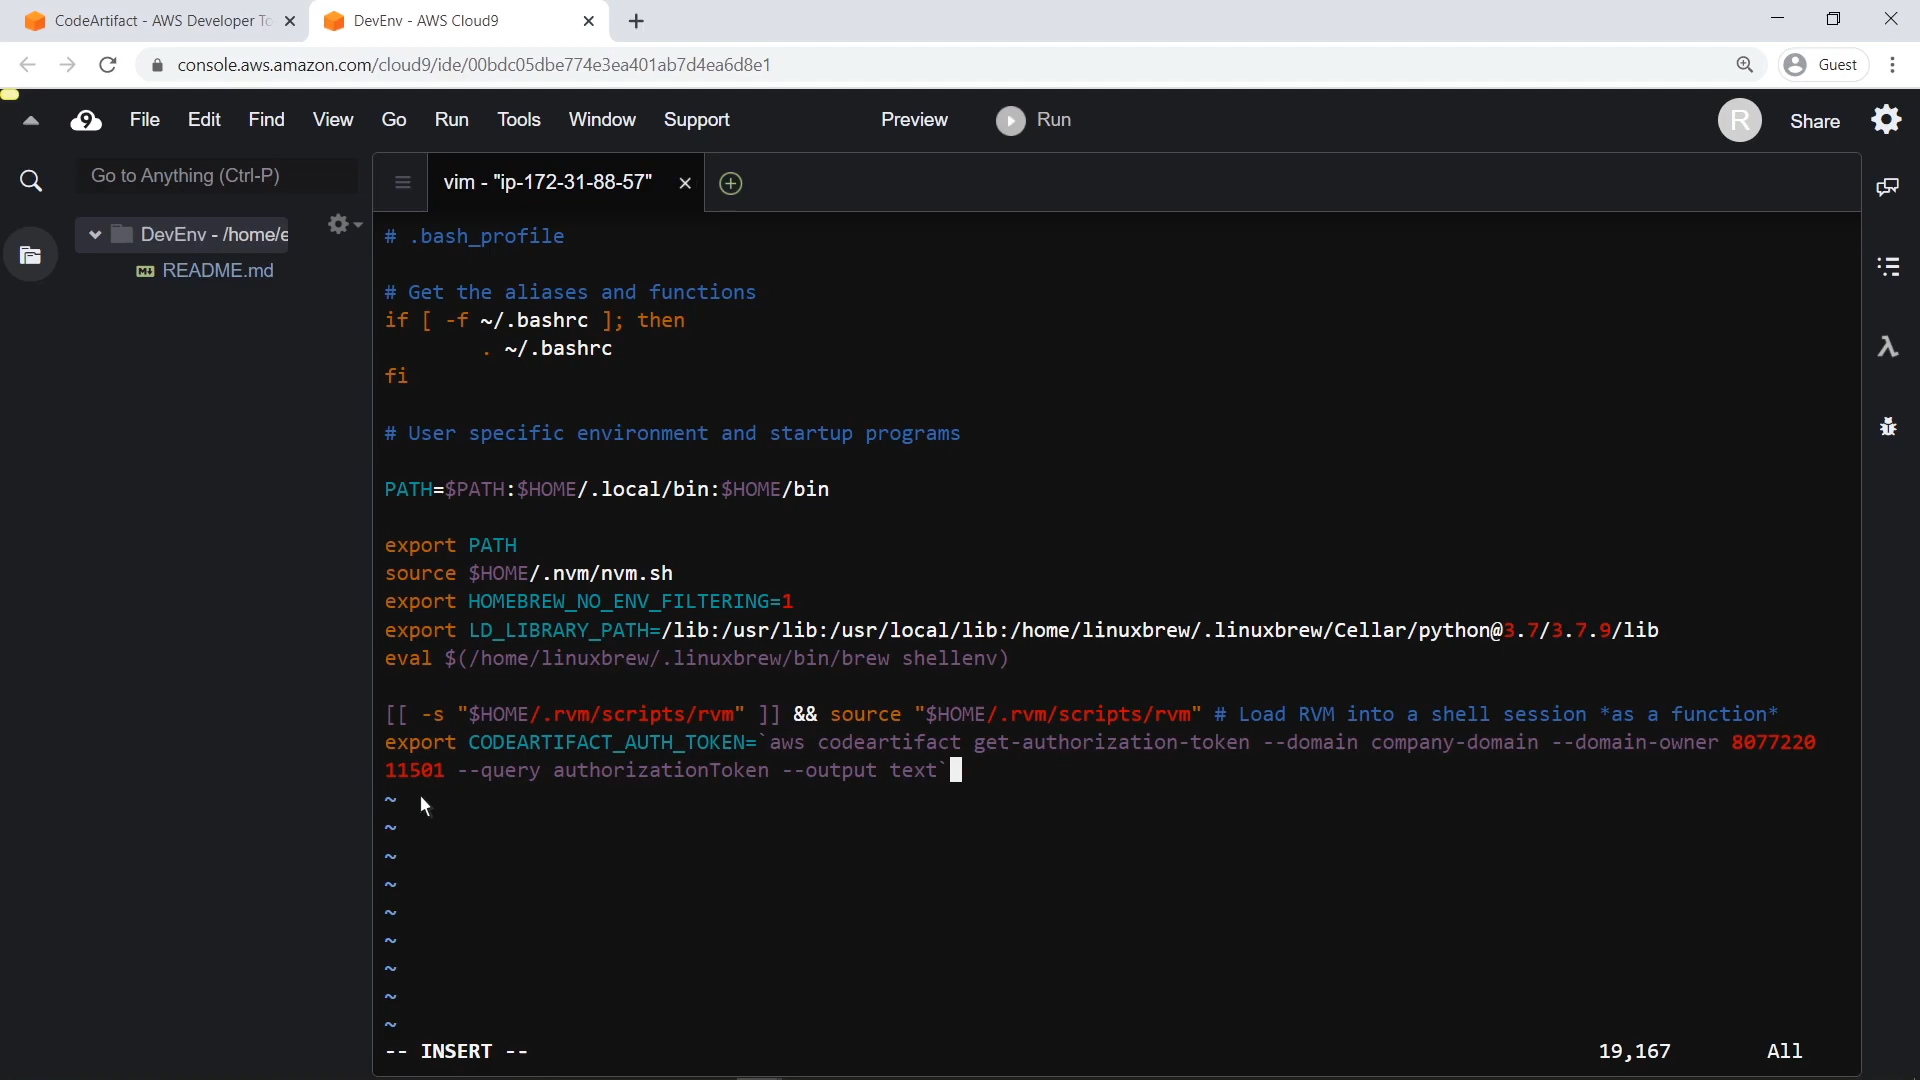 CodeArtifact - AWS Developer To
DevEnv - AWS Cloud9
console.aws.amazon.com/cloud9/ide/00bdc05dbe774e3ea401ab7d4ea6d8e1
Guest
9 File Edit Find View Go Run Tools Window Support Preview Run R Share
Go to Anything (Ctrl-P)
vim - "ip-172-31-88-57"
DevEnv - /home/e
README.md
# .bash_profile
# Get the aliases and functions
if [ -f ~/.bashrc ]; then
. ~/.bashrc
fi
# User specific environment and startup programs
PATH=$PATH:$HOME/.local/bin:$HOME/bin
export PATH
source $HOME/.nvm/nvm.sh
export HOMEBREW_NO_ENV_FILTERING=1
export LD_LIBRARY_PATH=/lib:/usr/lib:/usr/local/lib:/home/linuxbrew/.linuxbrew/Cellar/python@3.7/3.7.9/lib
eval $(/home/linuxbrew/.linuxbrew/bin/brew shellenv)
[[ -s "$HOME/.rvm/scripts/rvm" ]] && source "$HOME/.rvm/scripts/rvm" # Load RVM into a shell session *as a function*
export CODEARTIFACT_AUTH_TOKEN=`aws codeartifact get-authorization-token --domain company-domain --domain-owner 8077220
11501 --query authorizationToken --output text`
~
~
~
~
~
~
~
~
~
-- INSERT -- 19,167 All